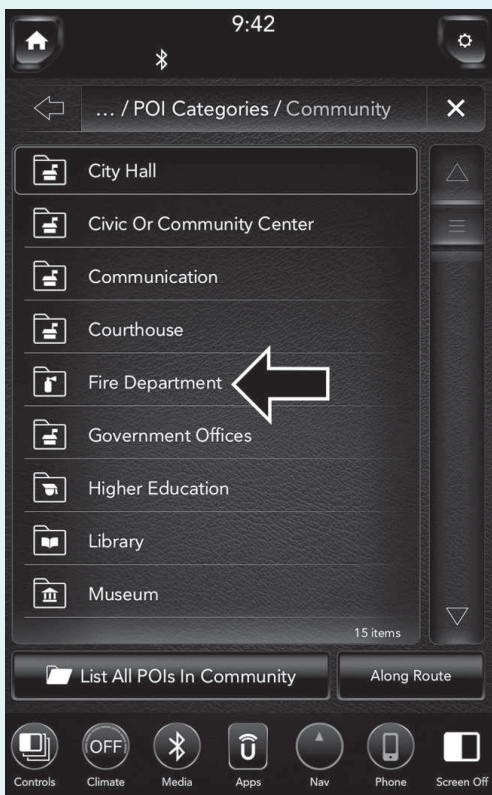 9:42
… / POI Categories / Community
City Hall
Civic Or Community Center
Communication
Courthouse
Fire Department
Government Offices
Higher Education
Library
Museum
15 items
List All POIs In Community
Along Route
OFF
Controls Climate Media Apps Nav Phone Screen Off